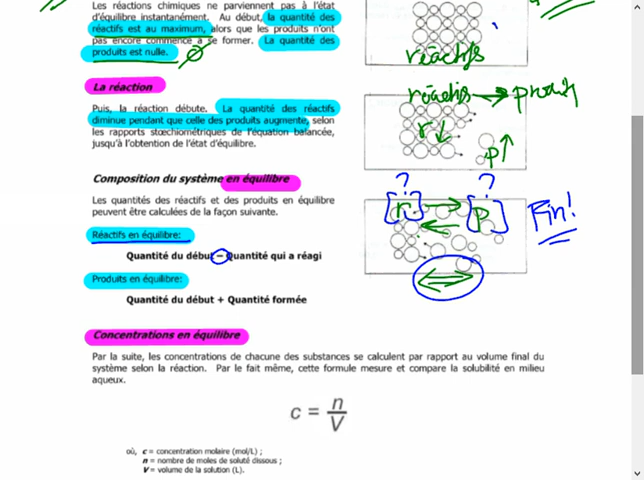 Les réactions chimiques ne parviennent pas à l'état
d'équilibre instantanément. Au début, la quantité des
réactifs est au maximum, alors que les produits n'ont
pas encore commencé à se former. La quantité des
produits est nulle.
réactifs
La réaction
réactifs → produits
Puis, la réaction débute. La quantité des réactifs
diminue pendant que celle des produits augmente, selon
les rapports stœchiométriques de l'équation balancée,
jusqu'à l'obtention de l'état d'équilibre.
r↓
p↑
Composition du système en équilibre
? ?
Les quantités des réactifs et des produits en équilibre
peuvent être calculées de la façon suivante.
[r] [p] Fin!
Réactifs en équilibre:
Quantité du début − Quantité qui a réagi
Produits en équilibre:
Quantité du début + Quantité formée
Concentrations en équilibre
Par la suite, les concentrations de chacune des substances se calculent par rapport au volume final du
système selon la réaction. Par le fait même, cette formule mesure et compare la solubilité en milieu
aqueux.
c = n/V
où, c = concentration molaire (mol/L) ;
n = nombre de moles de soluté dissous ;
V = volume de la solution (L).